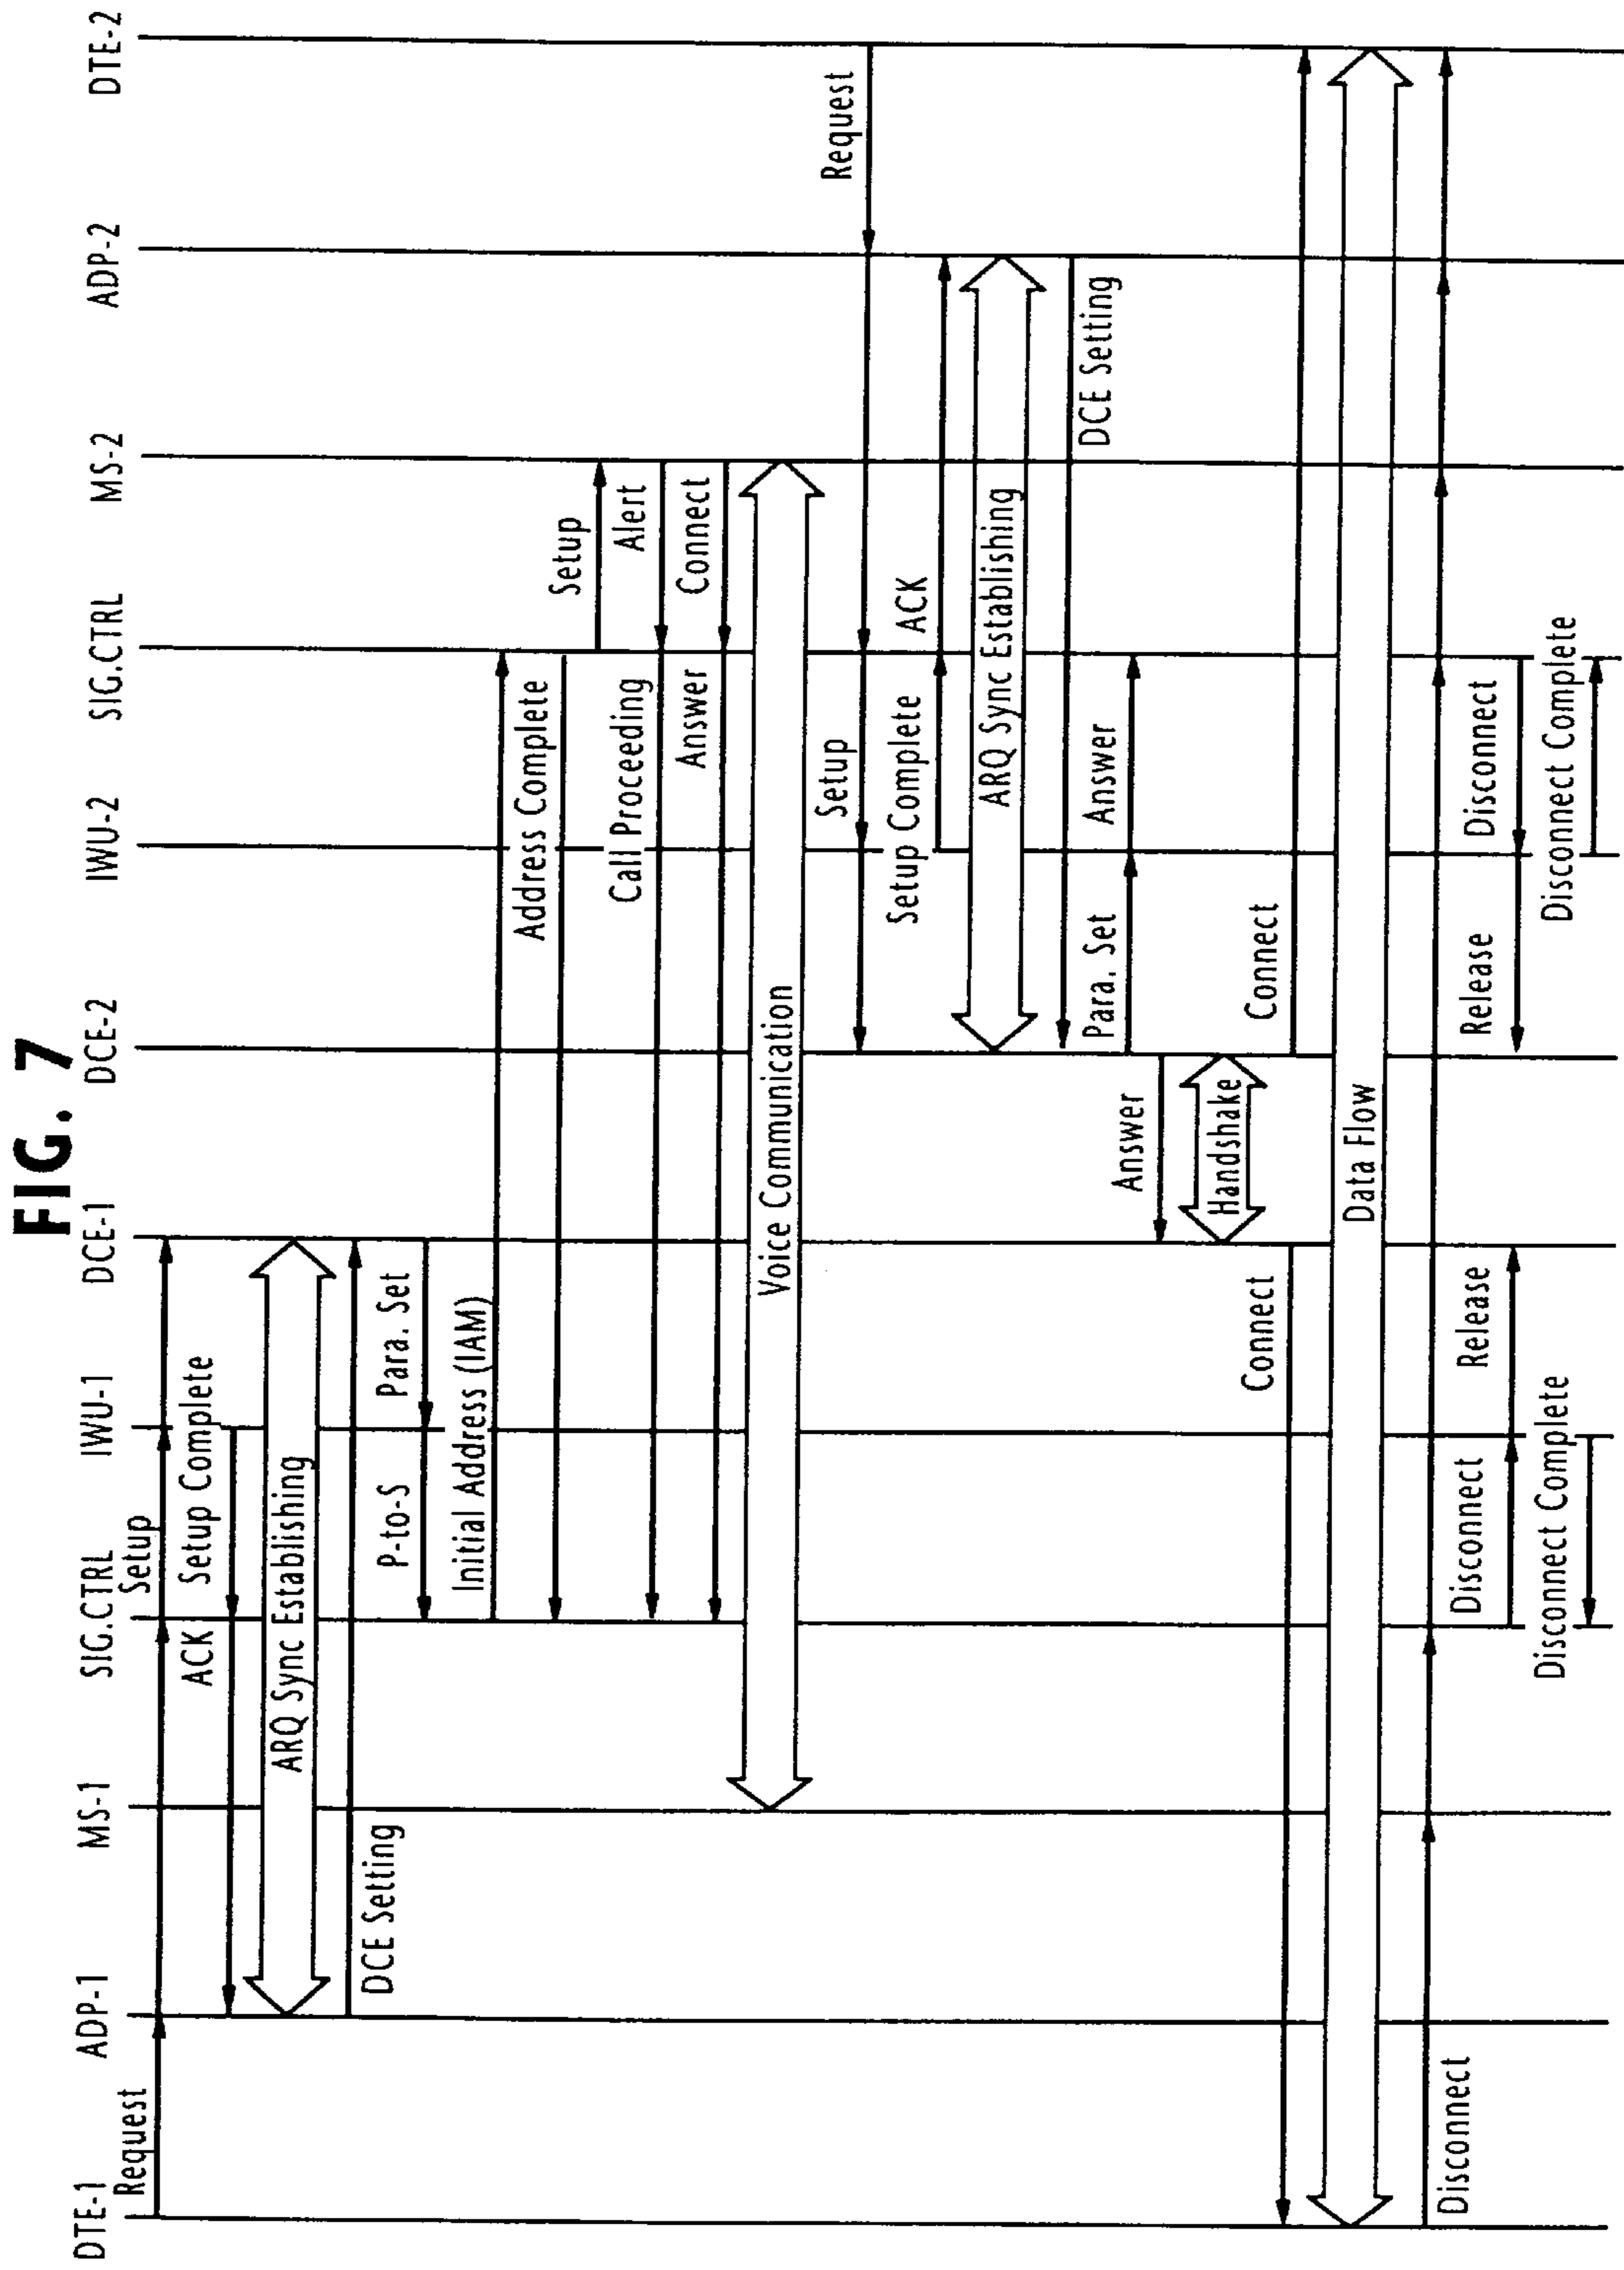 FIG. 7
DTE-1
ADP-1
MS-1
SIG.CTRL
IWU-1
DCE-1
DCE-2
IWU-2
SIG.CTRL
MS-2
ADP-2
DTE-2
Request
Setup
ACK
Setup Complete
ARQ Sync Establishing
DCE Setting
P-to-S
Para. Set
Initial Address (IAM)
Address Complete
Setup
Call Proceeding
Alert
Answer
Connect
Voice Communication
Request
Setup
Setup Complete
ACK
ARQ Sync Establishing
DCE Setting
Para. Set
Answer
Answer
Handshake
Connect
Connect
Data Flow
Disconnect
Disconnect
Release
Release
Disconnect
Disconnect Complete
Disconnect Complete